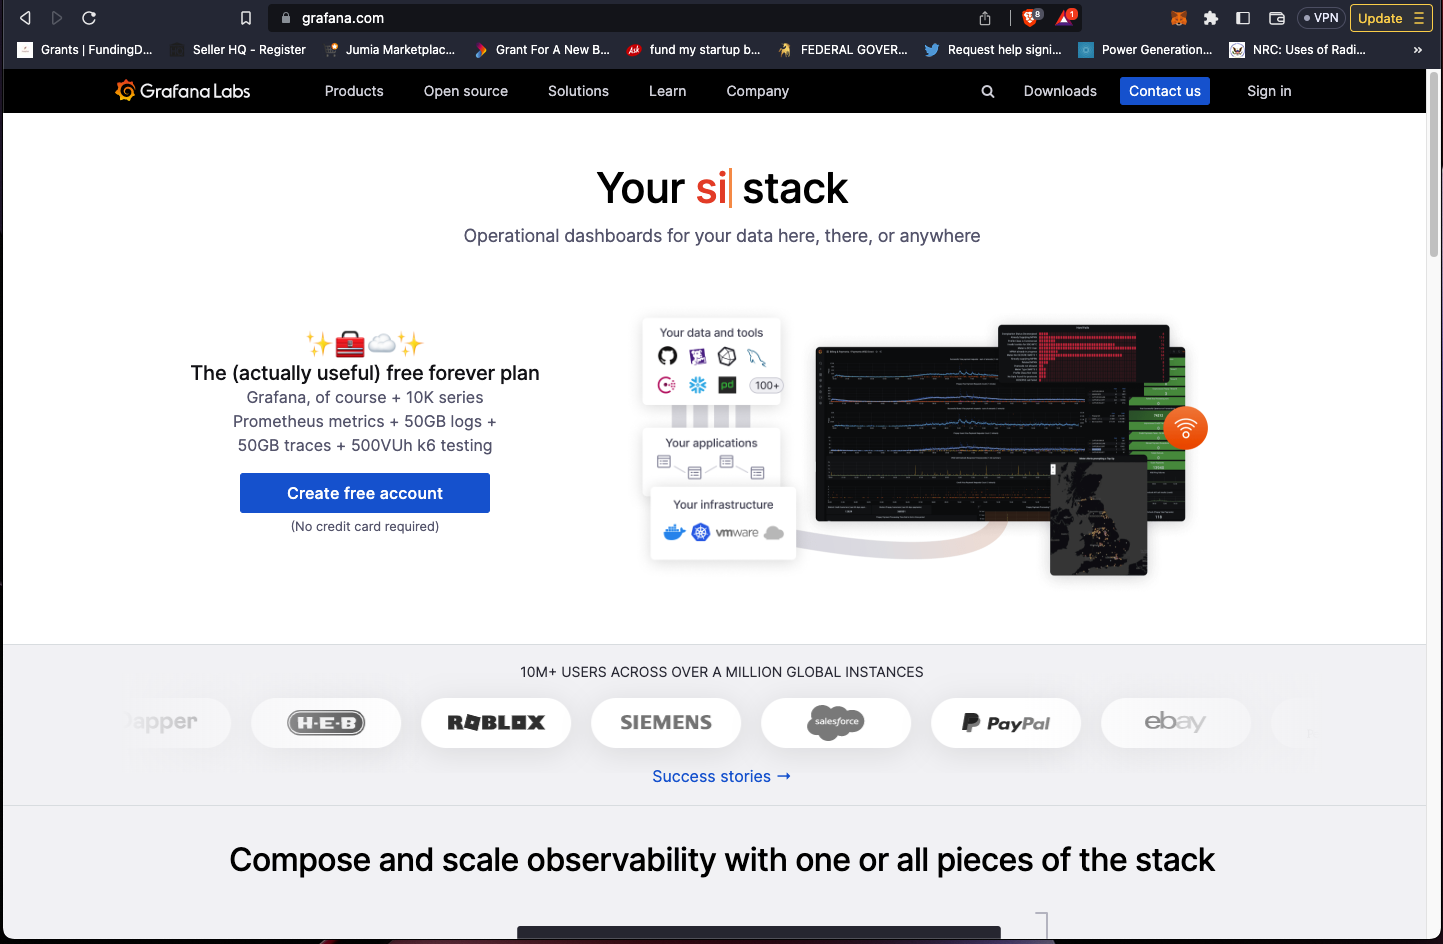 grafana.com
8
1
VPN
Update
Grants | FundingD...
Seller HQ - Register
Jumia Marketplac...
Grant For A New B...
Ask
fund my startup b...
FEDERAL GOVER...
Request help signi...
Power Generation...
NRC: Uses of Radi...
»
Grafana Labs
Products
Open source
Solutions
Learn
Company
Downloads
Contact us
Sign in
Your si stack
Operational dashboards for your data here, there, or anywhere
The (actually useful) free forever plan
Grafana, of course + 10K series
Prometheus metrics + 50GB logs +
50GB traces + 500VUh k6 testing
Create free account
(No credit card required)
Your data and tools
pd
100+
Your applications
Your infrastructure
vmware
10M+ USERS ACROSS OVER A MILLION GLOBAL INSTANCES
Dapper
H-E-B
ROBLOX
SIEMENS
salesforce
PayPal
ebay
Success stories →
Compose and scale observability with one or all pieces of the stack